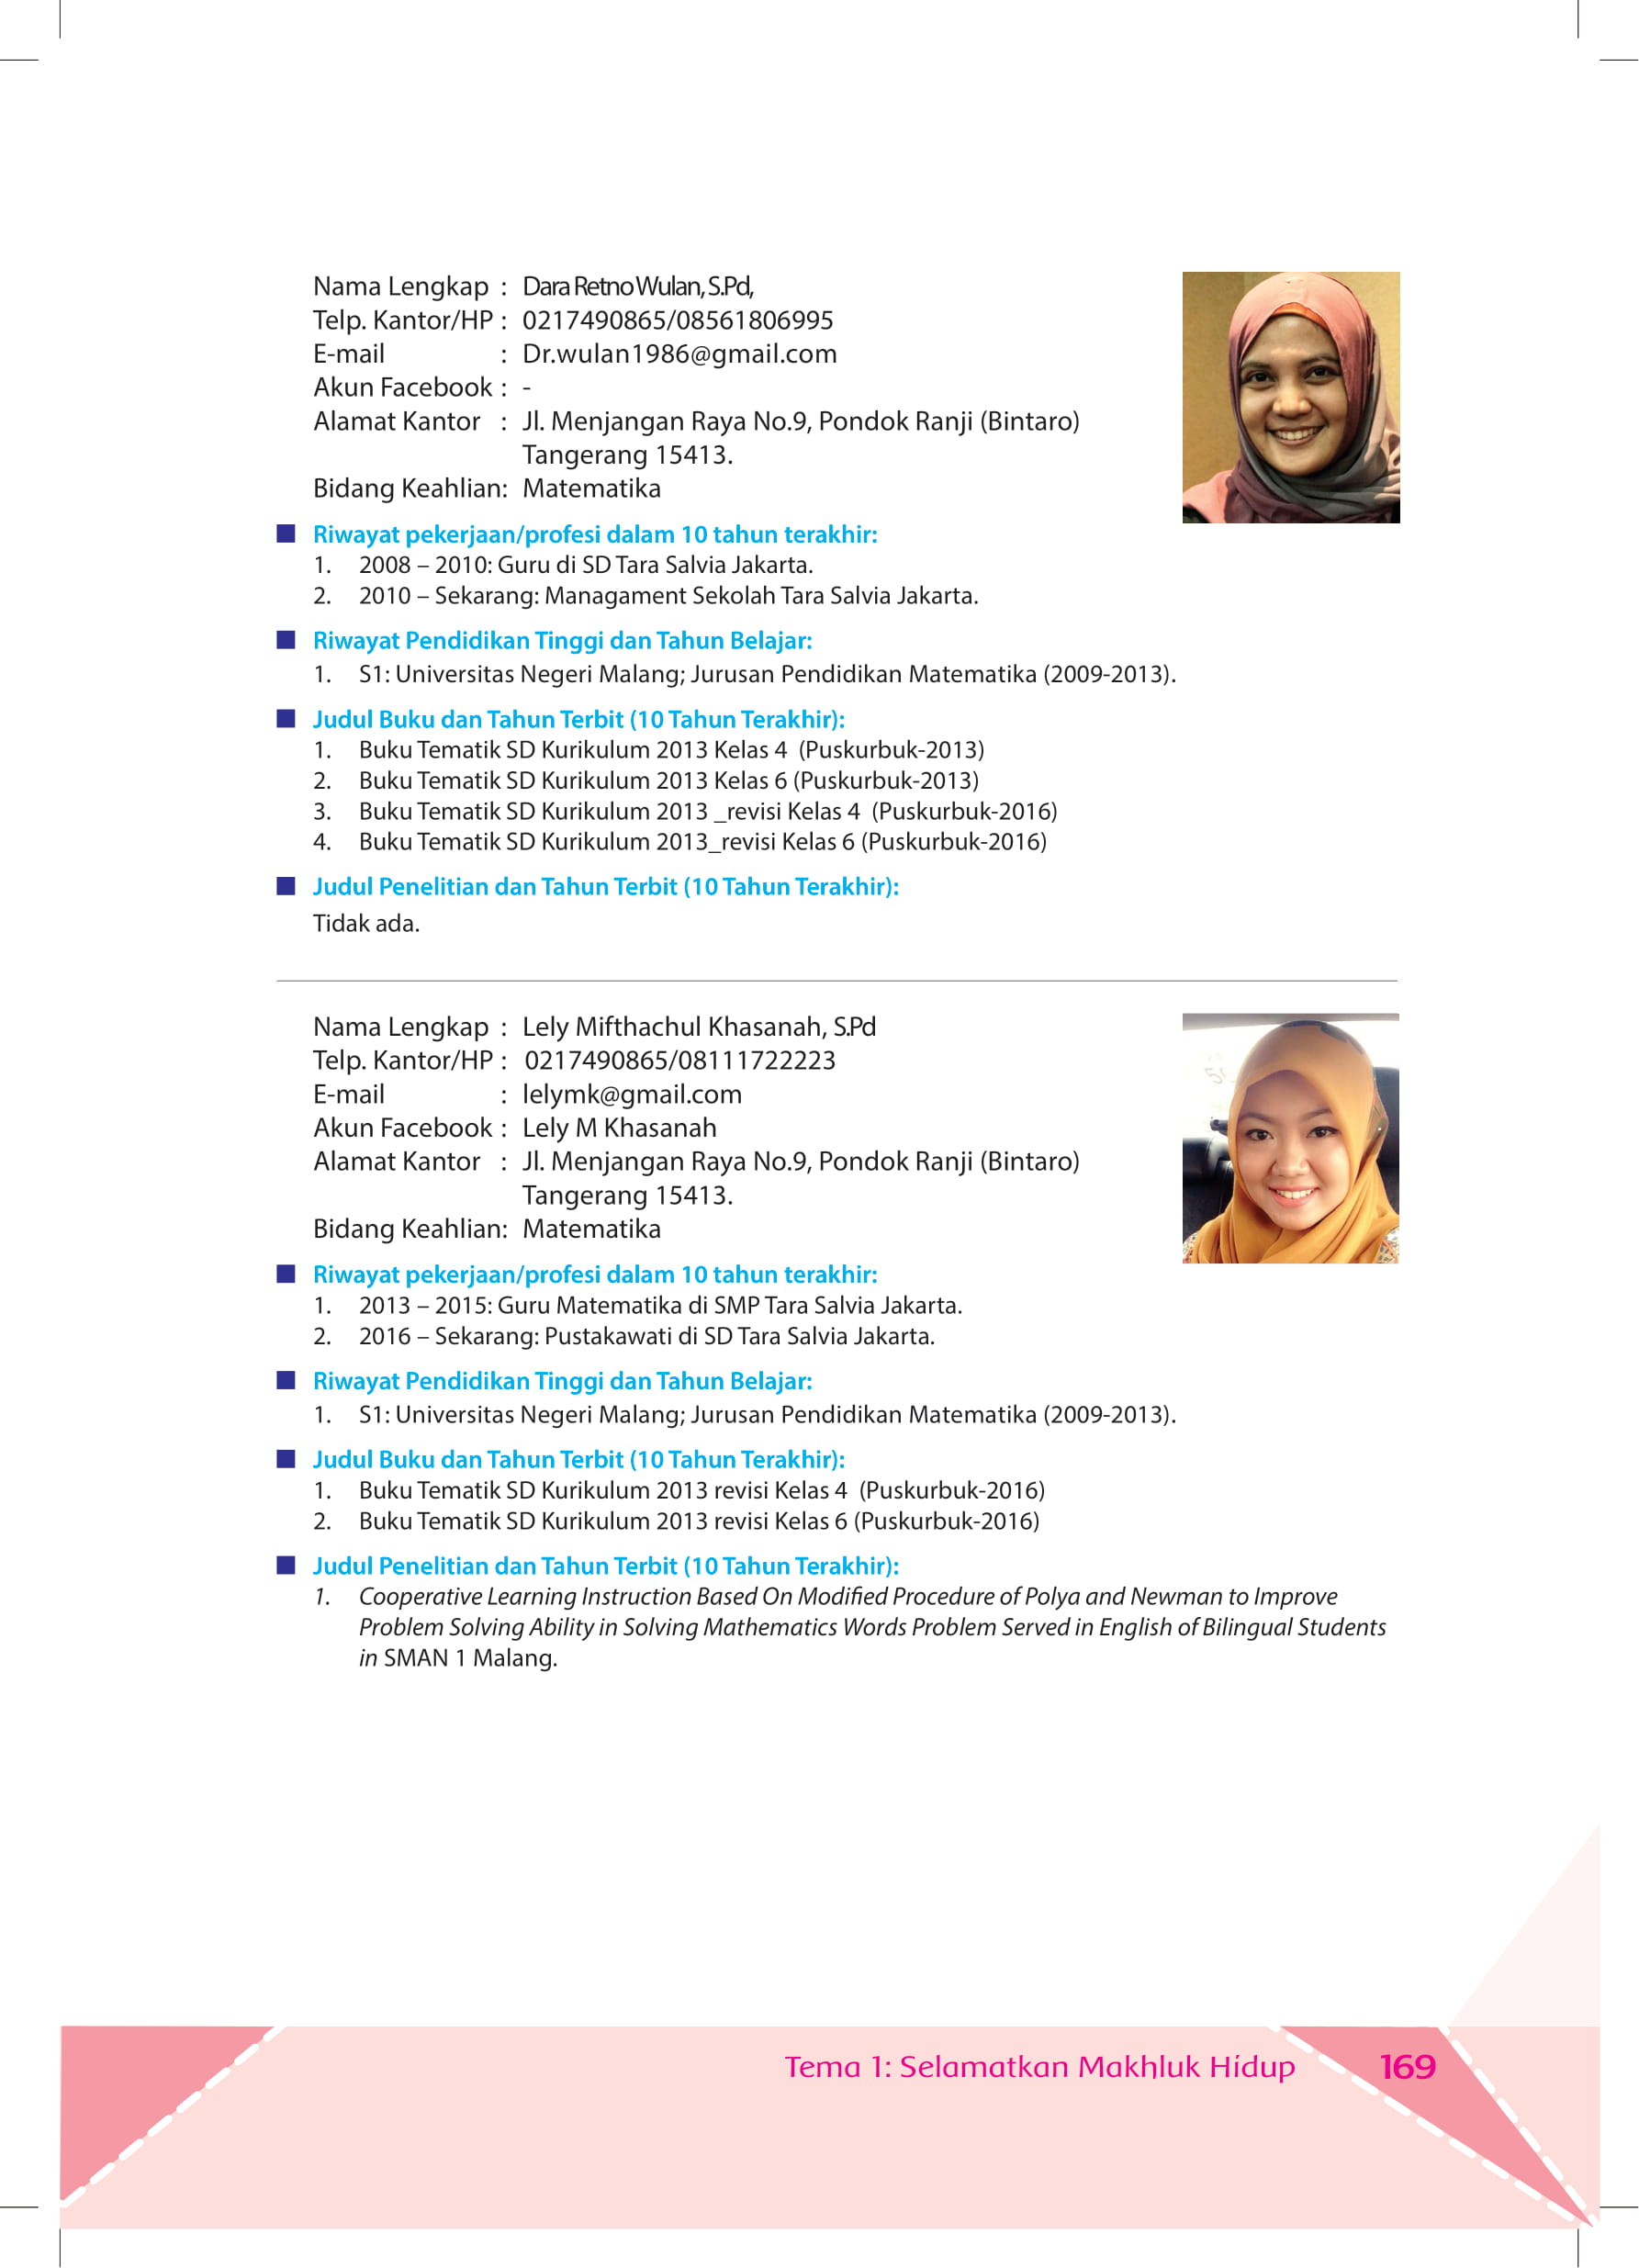 Nama Lengkap : Dara Retno Wulan, S.Pd,
Telp. Kantor/HP : 0217490865/08561806995
E-mail : Dr.wulan1986@gmail.com
Akun Facebook : -
Alamat Kantor : Jl. Menjangan Raya No.9, Pondok Ranji (Bintaro)
Tangerang 15413.
Bidang Keahlian: Matematika
Riwayat pekerjaan/profesi dalam 10 tahun terakhir:
1. 2008 – 2010: Guru di SD Tara Salvia Jakarta.
2. 2010 – Sekarang: Managament Sekolah Tara Salvia Jakarta.
Riwayat Pendidikan Tinggi dan Tahun Belajar:
1. S1: Universitas Negeri Malang; Jurusan Pendidikan Matematika (2009-2013).
Judul Buku dan Tahun Terbit (10 Tahun Terakhir):
1. Buku Tematik SD Kurikulum 2013 Kelas 4 (Puskurbuk-2013)
2. Buku Tematik SD Kurikulum 2013 Kelas 6 (Puskurbuk-2013)
3. Buku Tematik SD Kurikulum 2013 _revisi Kelas 4 (Puskurbuk-2016)
4. Buku Tematik SD Kurikulum 2013_revisi Kelas 6 (Puskurbuk-2016)
Judul Penelitian dan Tahun Terbit (10 Tahun Terakhir):
Tidak ada.
Nama Lengkap : Lely Mifthachul Khasanah, S.Pd
Telp. Kantor/HP : 0217490865/08111722223
E-mail : lelymk@gmail.com
Akun Facebook : Lely M Khasanah
Alamat Kantor : Jl. Menjangan Raya No.9, Pondok Ranji (Bintaro)
Tangerang 15413.
Bidang Keahlian: Matematika
Riwayat pekerjaan/profesi dalam 10 tahun terakhir:
1. 2013 – 2015: Guru Matematika di SMP Tara Salvia Jakarta.
2. 2016 – Sekarang: Pustakawati di SD Tara Salvia Jakarta.
Riwayat Pendidikan Tinggi dan Tahun Belajar:
1. S1: Universitas Negeri Malang; Jurusan Pendidikan Matematika (2009-2013).
Judul Buku dan Tahun Terbit (10 Tahun Terakhir):
1. Buku Tematik SD Kurikulum 2013 revisi Kelas 4 (Puskurbuk-2016)
2. Buku Tematik SD Kurikulum 2013 revisi Kelas 6 (Puskurbuk-2016)
Judul Penelitian dan Tahun Terbit (10 Tahun Terakhir):
1. Cooperative Learning Instruction Based On Modified Procedure of Polya and Newman to Improve
Problem Solving Ability in Solving Mathematics Words Problem Served in English of Bilingual Students
in SMAN 1 Malang.
Tema 1: Selamatkan Makhluk Hidup 169